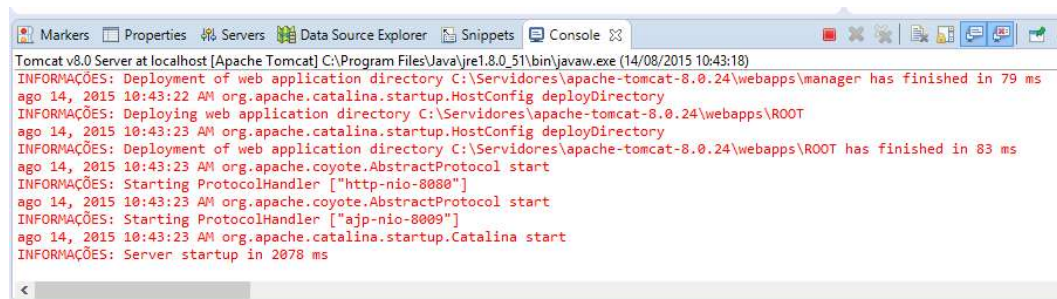 Markers Properties Servers Data Source Explorer Snippets Console
Tomcat v8.0 Server at localhost [Apache Tomcat] C:\Program Files\Java\jre1.8.0_51\bin\javaw.exe (14/08/2015 10:43:18)
INFORMAÇÕES: Deployment of web application directory C:\Servidores\apache-tomcat-8.0.24\webapps\manager has finished in 79 ms
ago 14, 2015 10:43:22 AM org.apache.catalina.startup.HostConfig deployDirectory
INFORMAÇÕES: Deploying web application directory C:\Servidores\apache-tomcat-8.0.24\webapps\ROOT
ago 14, 2015 10:43:23 AM org.apache.catalina.startup.HostConfig deployDirectory
INFORMAÇÕES: Deployment of web application directory C:\Servidores\apache-tomcat-8.0.24\webapps\ROOT has finished in 83 ms
ago 14, 2015 10:43:23 AM org.apache.coyote.AbstractProtocol start
INFORMAÇÕES: Starting ProtocolHandler ["http-nio-8080"]
ago 14, 2015 10:43:23 AM org.apache.coyote.AbstractProtocol start
INFORMAÇÕES: Starting ProtocolHandler ["ajp-nio-8009"]
ago 14, 2015 10:43:23 AM org.apache.catalina.startup.Catalina start
INFORMAÇÕES: Server startup in 2078 ms